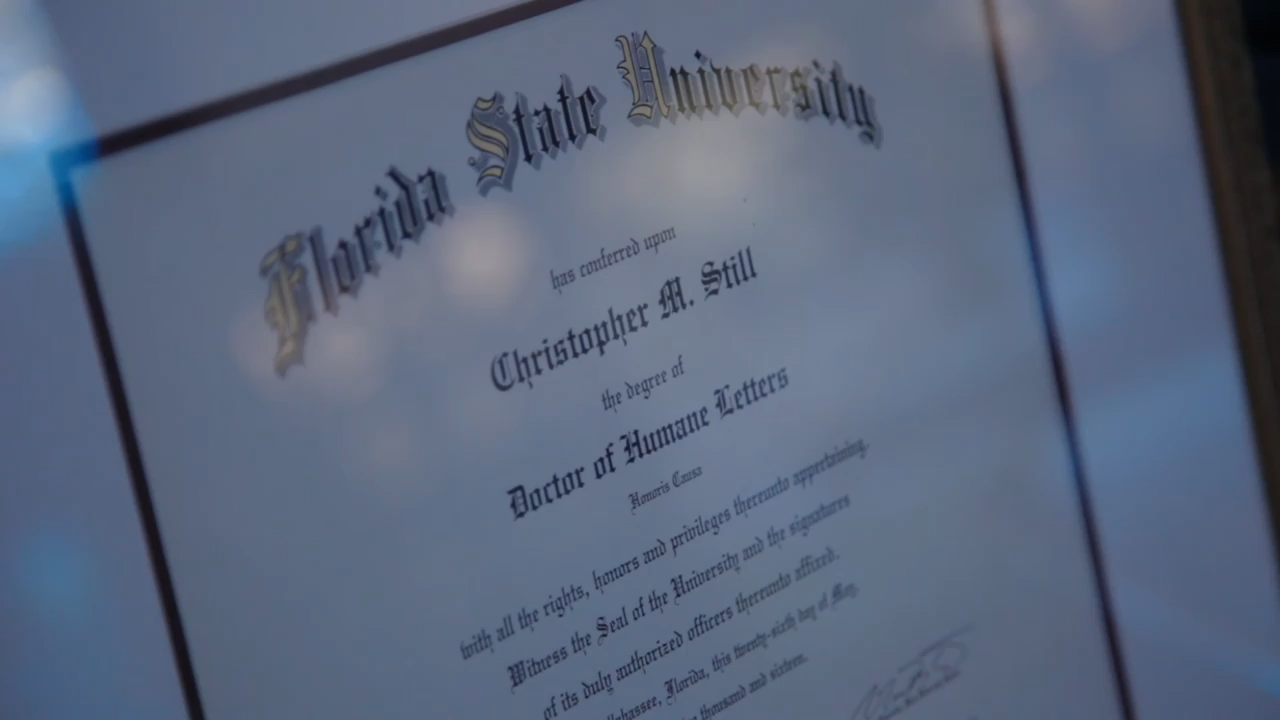 Florida State University
has conferred upon
Christopher M. Still
the degree of
Doctor of Humane Letters
Honoris Causa
with all the rights, honors and privileges thereunto appertaining.
Witness the Seal of the University and the signatures
of its duly authorized officers thereunto affixed.
Florida, this twenty-sixth day of May,
thousand and sixteen.